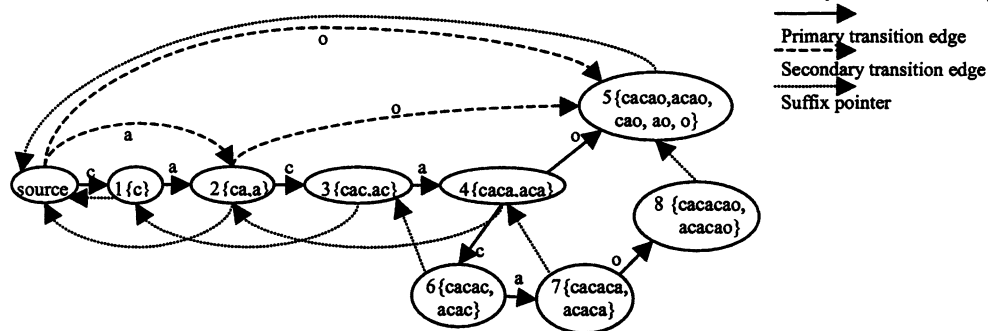 Primary transition edge
Secondary transition edge
Suffix pointer
o
5{cacao,acao,
cao, ao, o}
o
a
o
source
c
1{c}
a
2{ca,a}
c
3{cac,ac}
a
4{caca,aca}
8 {cacacao,
acacao}
c
o
6{cacac,
acac}
a
7{cacaca,
acaca}